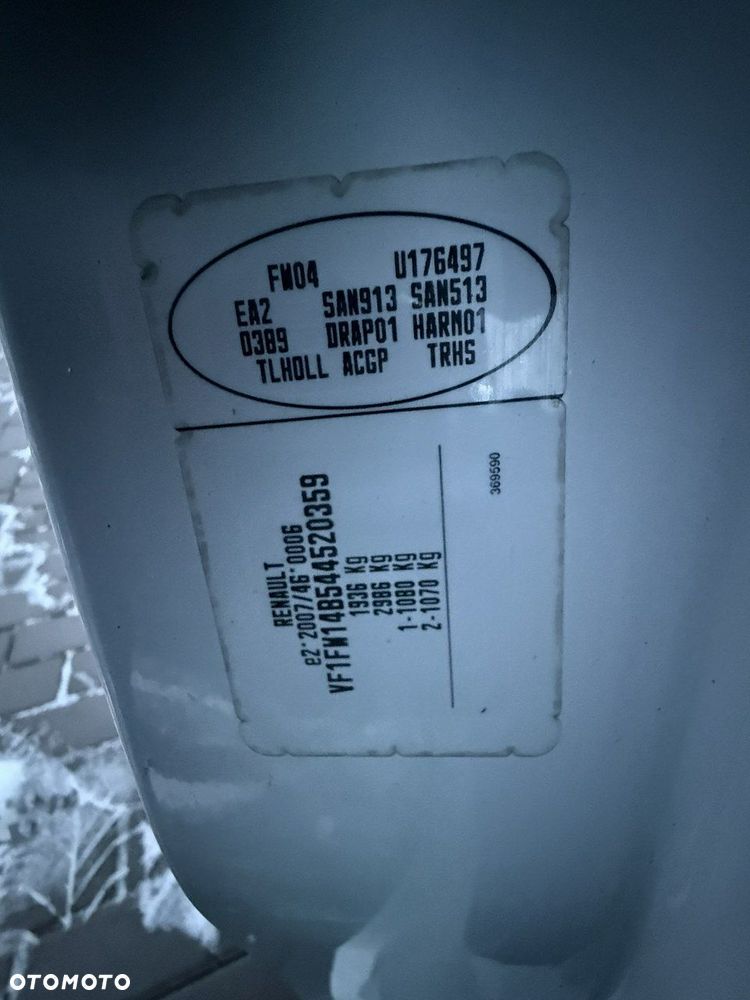 FW04 U176497
EA2 SAN913 SAN513
0389 DRAP01 HARM01
TLHOLL ACGP TRHS
RENAULT
e2*2007/46*0006
VF1FW14B544520359
1936 Kg
2986 Kg
1-1080 Kg
2-1070 Kg
369590
OTOMOTO